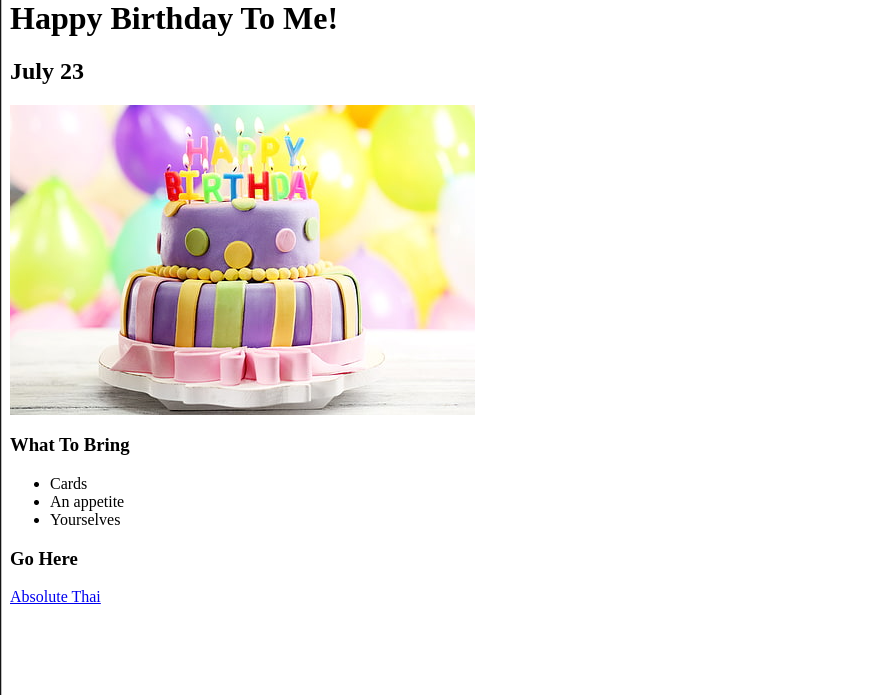 Happy Birthday To Me!
July 23
HAPPY
BIRTHDAY
What To Bring
Cards
An appetite
Yourselves
Go Here
Absolute Thai